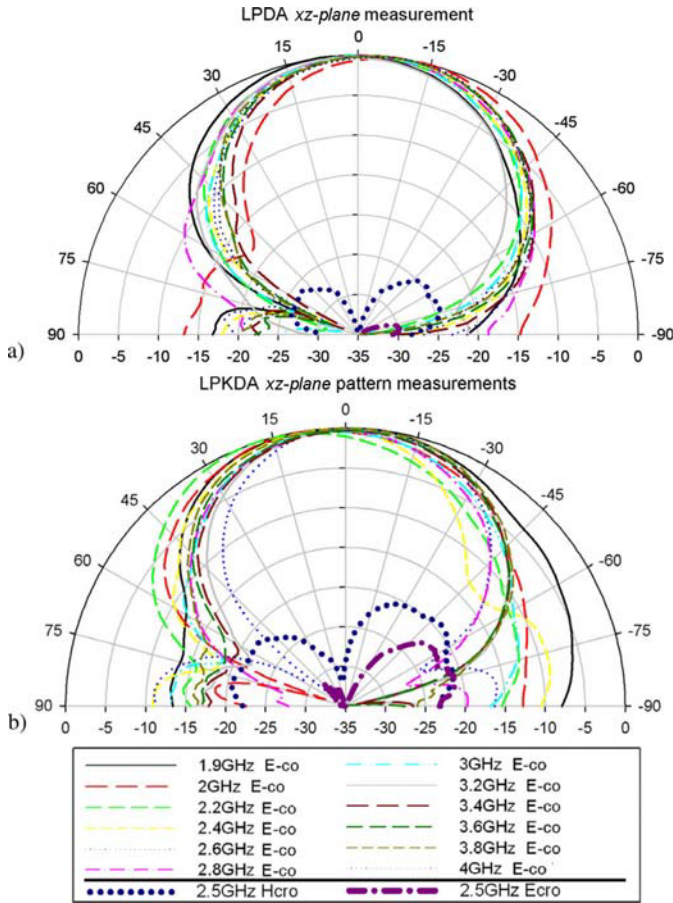 LPDA xz-plane measurement
0
15 -15
30 -30
45 -45
60 -60
75 -75
90 -90
0 -5 -10 -15 -20 -25 -30 -35 -30 -25 -20 -15 -10 -5 0
a)
LPKDA xz-plane pattern measurements
0
15 -15
30 -30
45 -45
60 -60
75 -75
90 -90
0 -5 -10 -15 -20 -25 -30 -35 -30 -25 -20 -15 -10 -5 0
b)
1.9GHz E-co 3GHz E-co
2GHz E-co 3.2GHz E-co
2.2GHz E-co 3.4GHz E-co
2.4GHz E-co 3.6GHz E-co
2.6GHz E-co 3.8GHz E-co
2.8GHz E-co 4GHz E-co
2.5GHz Hcro 2.5GHz Ecro